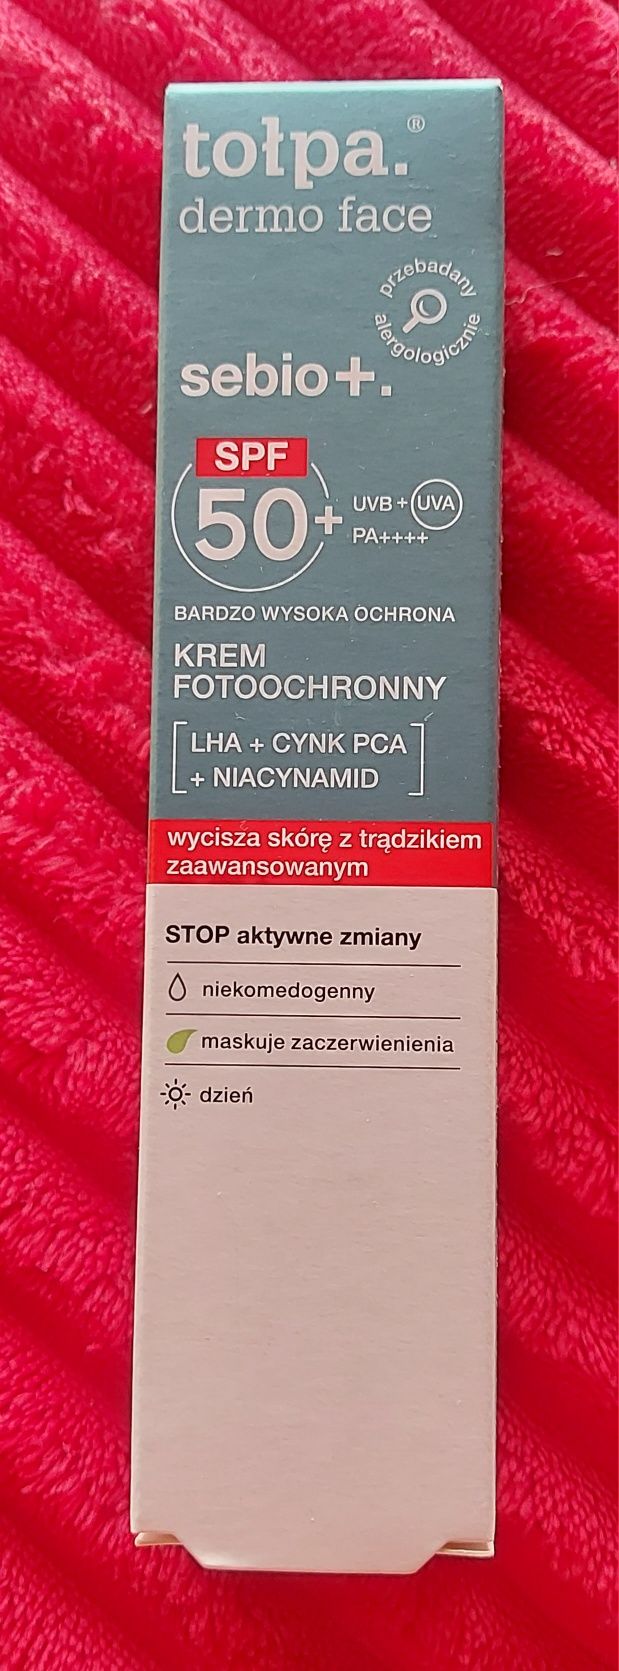 tołpa.®
dermo face
przebadany
alergologicznie
sebio+.
SPF
50+
UVB + UVA
PA++++
BARDZO WYSOKA OCHRONA
KREM
FOTOOCHRONNY
LHA + CYNK PCA
+ NIACYNAMID
wycisza skórę z trądzikiem
zaawansowanym
STOP aktywne zmiany
niekomedogenny
maskuje zaczerwienienia
dzień